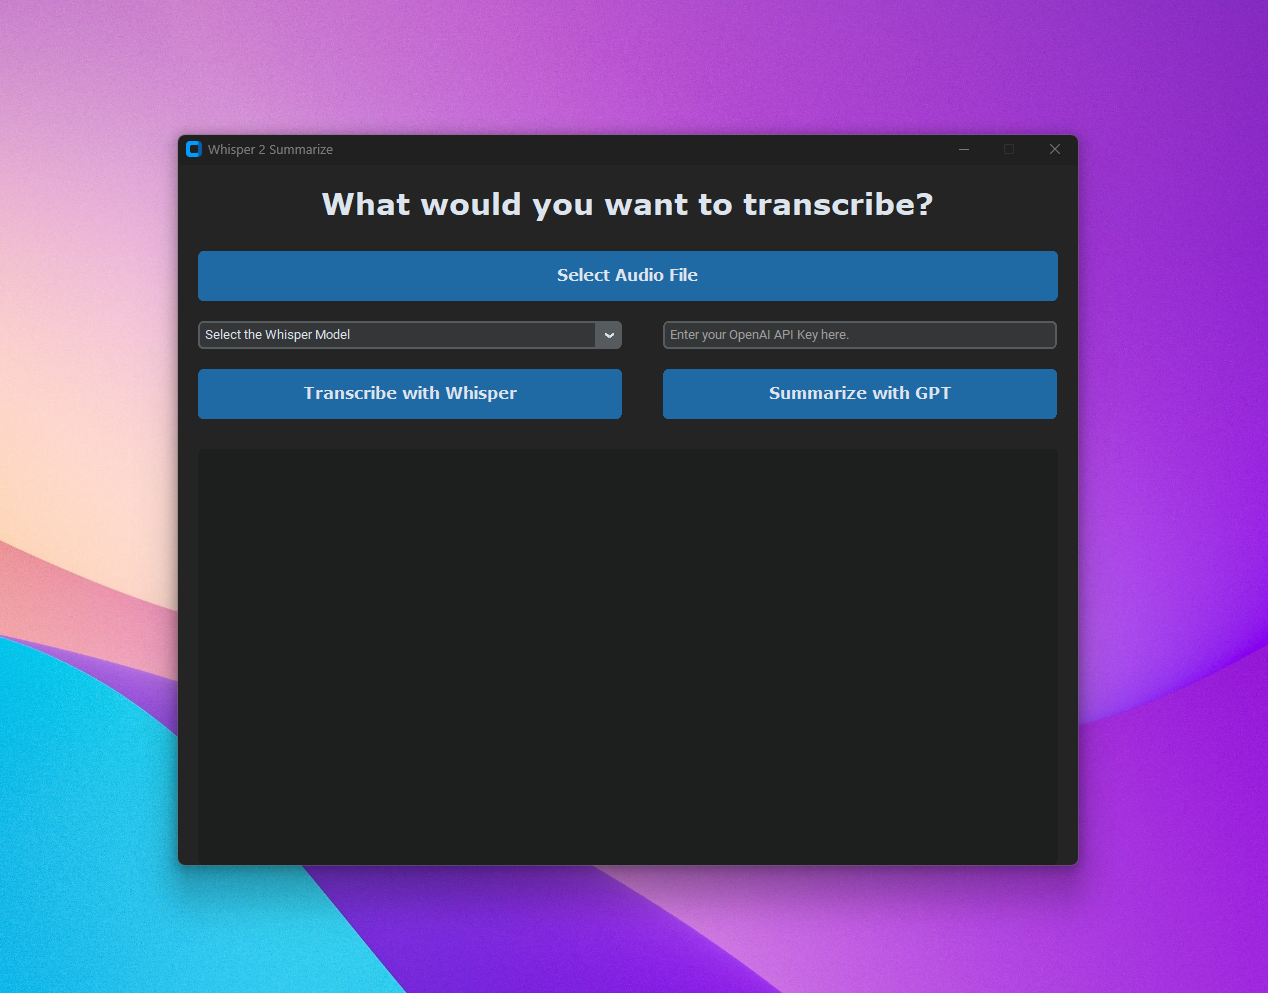 Whisper 2 Summarize
What would you want to transcribe?
Select Audio File
Select the Whisper Model
Enter your OpenAI API Key here.
Transcribe with Whisper
Summarize with GPT